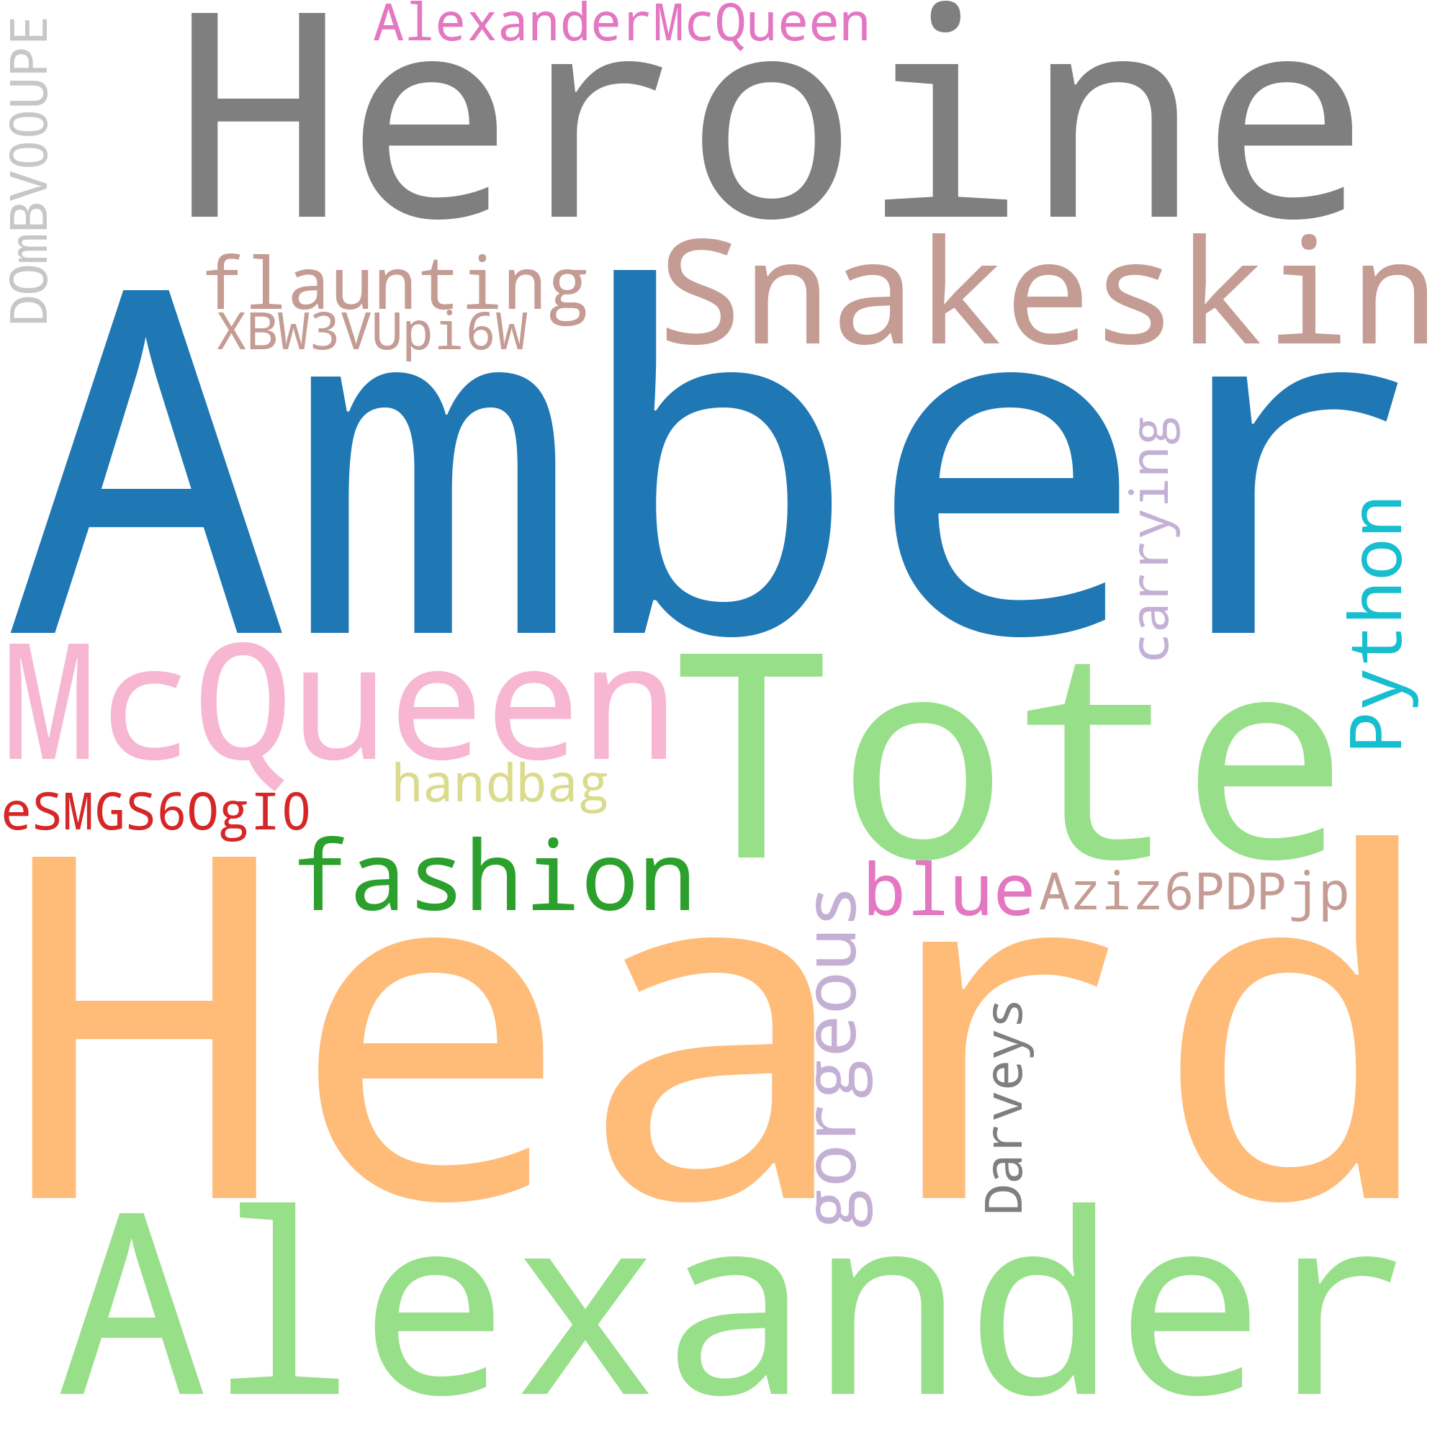 AlexanderMcQueen
DOmBVOOUPE
Heroine
flaunting
Snakeskin
XBW3VUpi6W
Amber
carrying
Python
McQueen
Tote
handbag
eSMGS6OgIO
fashion
blue
Aziz6PDPjp
gorgeous
Heard
Darveys
Alexander